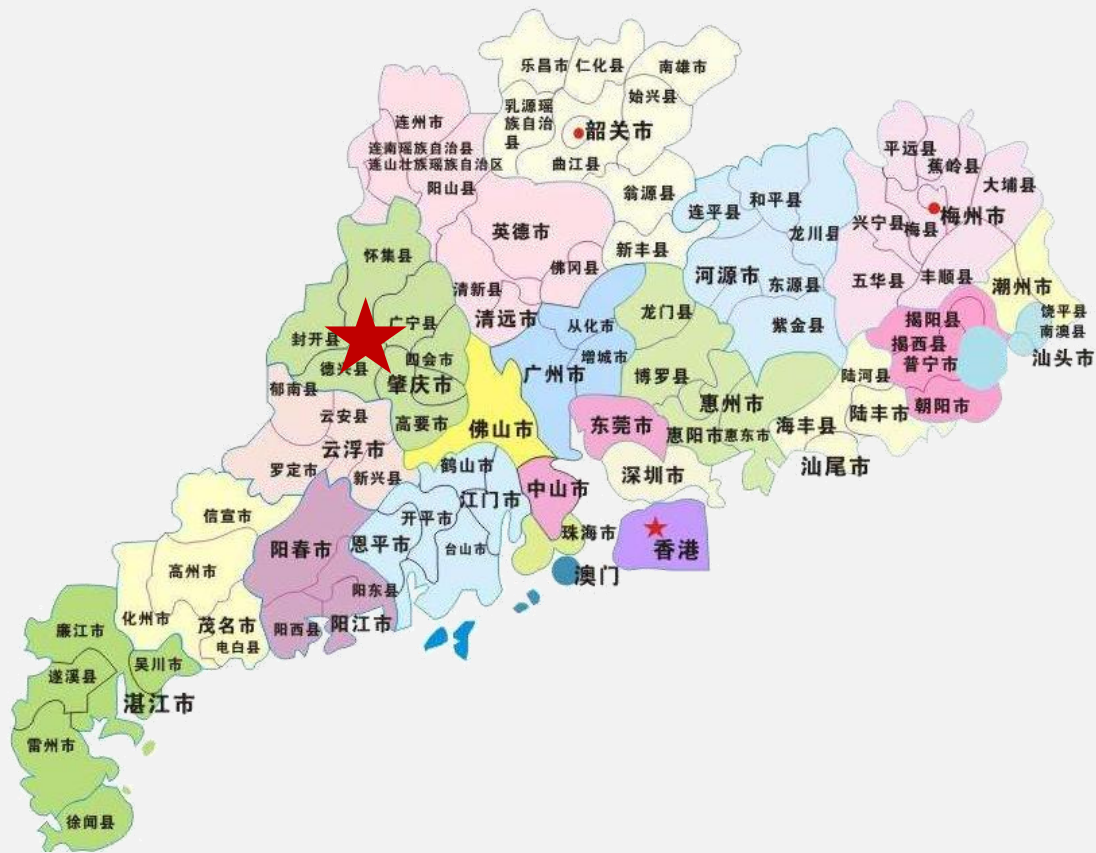 乐昌市
仁化县
南雄市
始兴县
乳源瑶
族自治
县
韶关市
曲江县
连州市
连南瑶族自治县
连山壮族瑶族自治区
阳山县
翁源县
新丰县
英德市
佛冈县
清新县
清远市
连平县
和平县
龙川县
河源市
东源县
紫金县
平远县
蕉岭县
大埔县
梅州市
兴宁县
梅县
五华县
丰顺县
潮州市
饶平县
南澳县
汕头市
揭阳县
揭西县
普宁市
朝阳市
陆河县
陆丰市
海丰县
汕尾市
怀集县
广宁县
封开县
德兴县
四会市
肇庆市
高要市
郁南县
云安县
云浮市
罗定市
新兴县
从化市
增城市
广州市
龙门县
博罗县
惠州市
惠阳市
惠东市
东莞市
深圳市
佛山市
鹤山市
江门市
中山市
珠海市
澳门
香港
开平市
恩平市
台山市
阳春市
阳东县
阳西县
阳江市
信宣市
高州市
化州市
茂名市
电白县
廉江市
吴川市
遂溪县
湛江市
雷州市
徐闻县